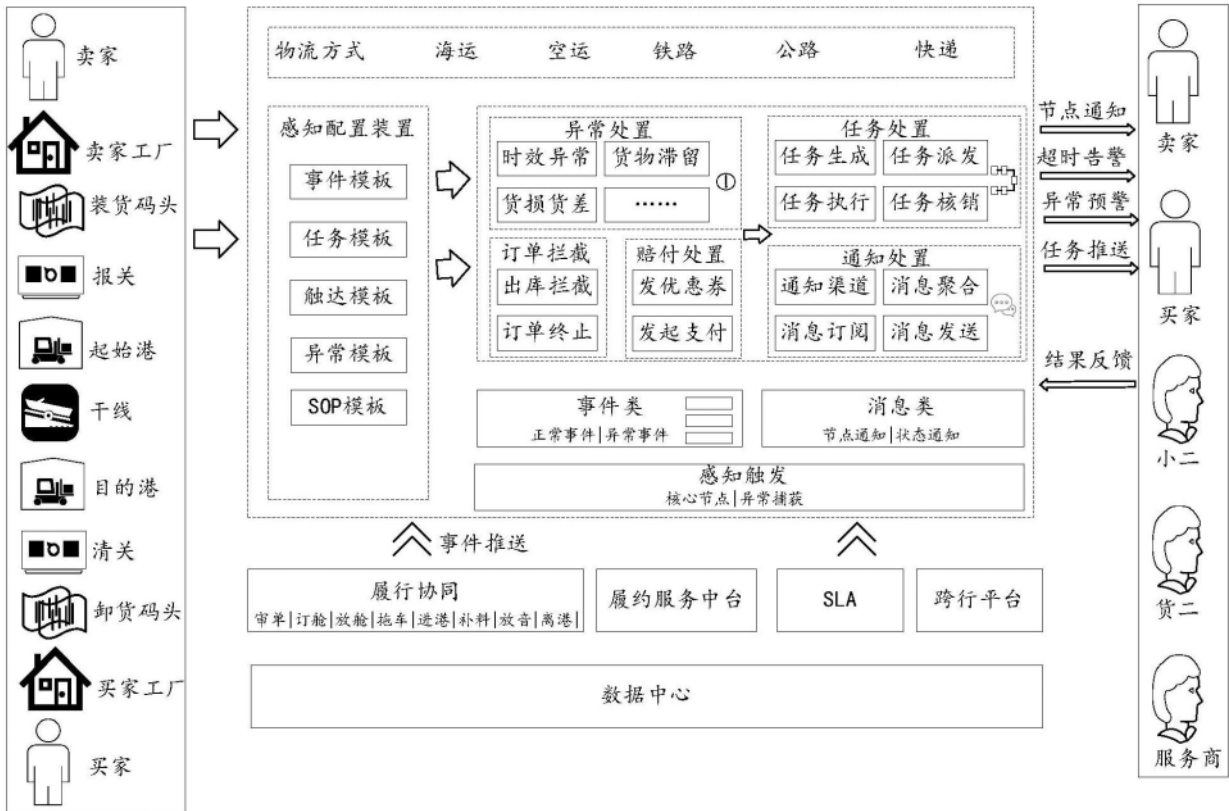 卖家
卖家工厂
装货码头
报关
起始港
干线
目的港
清关
卸货码头
买家工厂
买家
物流方式 海运 空运 铁路 公路 快递
感知配置装置
事件模板
任务模板
触达模板
异常模板
SOP模板
异常处置
时效异常 货物滞留
货损货差 ……
订单拦截
出库拦截
订单终止
赔付处置
发优惠券
发起支付
任务处置
任务生成 任务派发
任务执行 任务核销
通知处置
通知渠道 消息聚合
消息订阅 消息发送
事件类
正常事件|异常事件
消息类
节点通知|状态通知
感知触发
核心节点|异常捕获
事件推送
履行协同
审单|订舱|放舱|拖车|进港|补料|放音|离港|
履约服务中台
SLA
跨行平台
数据中心
节点通知
超时告警
异常预警
任务推送
结果反馈
卖家
买家
小二
货二
服务商